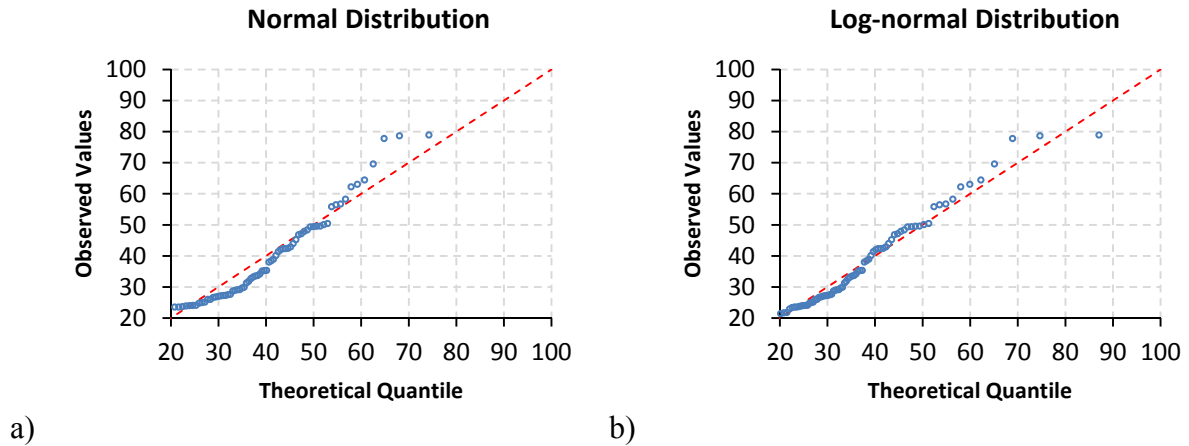 Normal Distribution
100
90
80
70
60
50
40
30
20
Observed Values
20 30 40 50 60 70 80 90 100
Theoretical Quantile
a)
Log-normal Distribution
100
90
80
70
60
50
40
30
20
Observed Values
20 30 40 50 60 70 80 90 100
Theoretical Quantile
b)